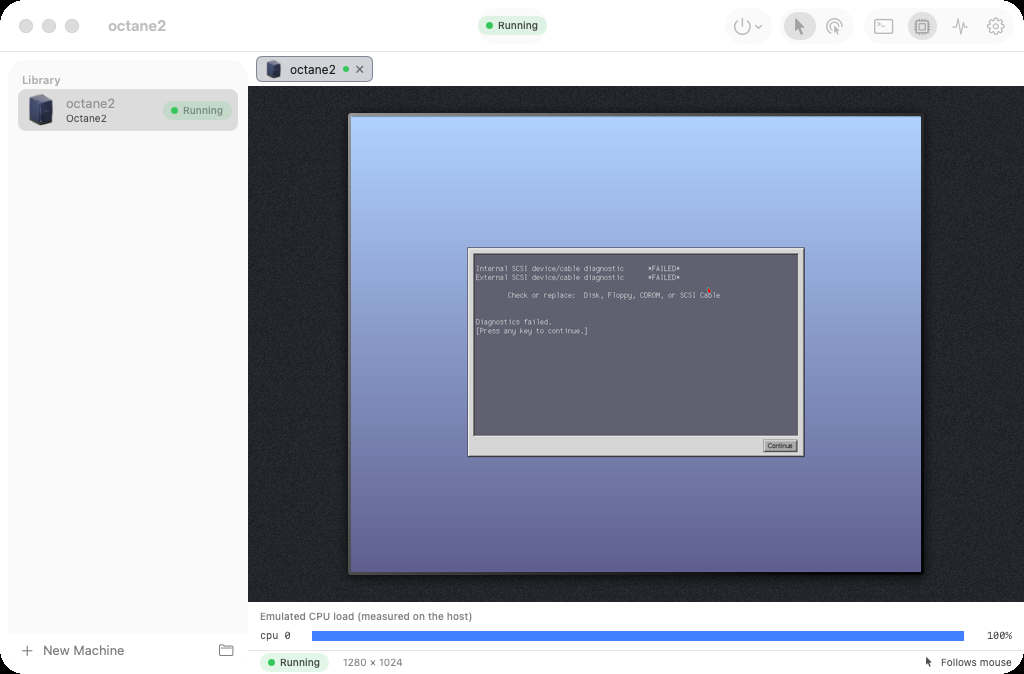 octane2
Running
Library
octane2
Octane2
Running
octane2
Internal SCSI device/cable diagnostic *FAILED*
External SCSI device/cable diagnostic *FAILED*
Check or replace: Disk, Floppy, CDROM, or SCSI Cable
Diagnostics failed.
[Press any key to continue.]
Continue
Emulated CPU load (measured on the host)
cpu 0
100%
New Machine
Running
1280 × 1024
Follows mouse